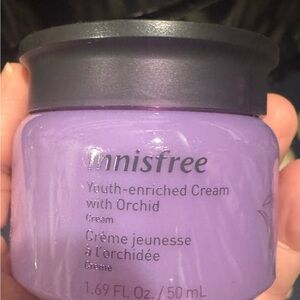 innisfree
Youth-enriched Cream
with Orchid
Cream
Crème jeunesse
à l'orchidée
Crème
1.69 FL. Oz. / 50 mL